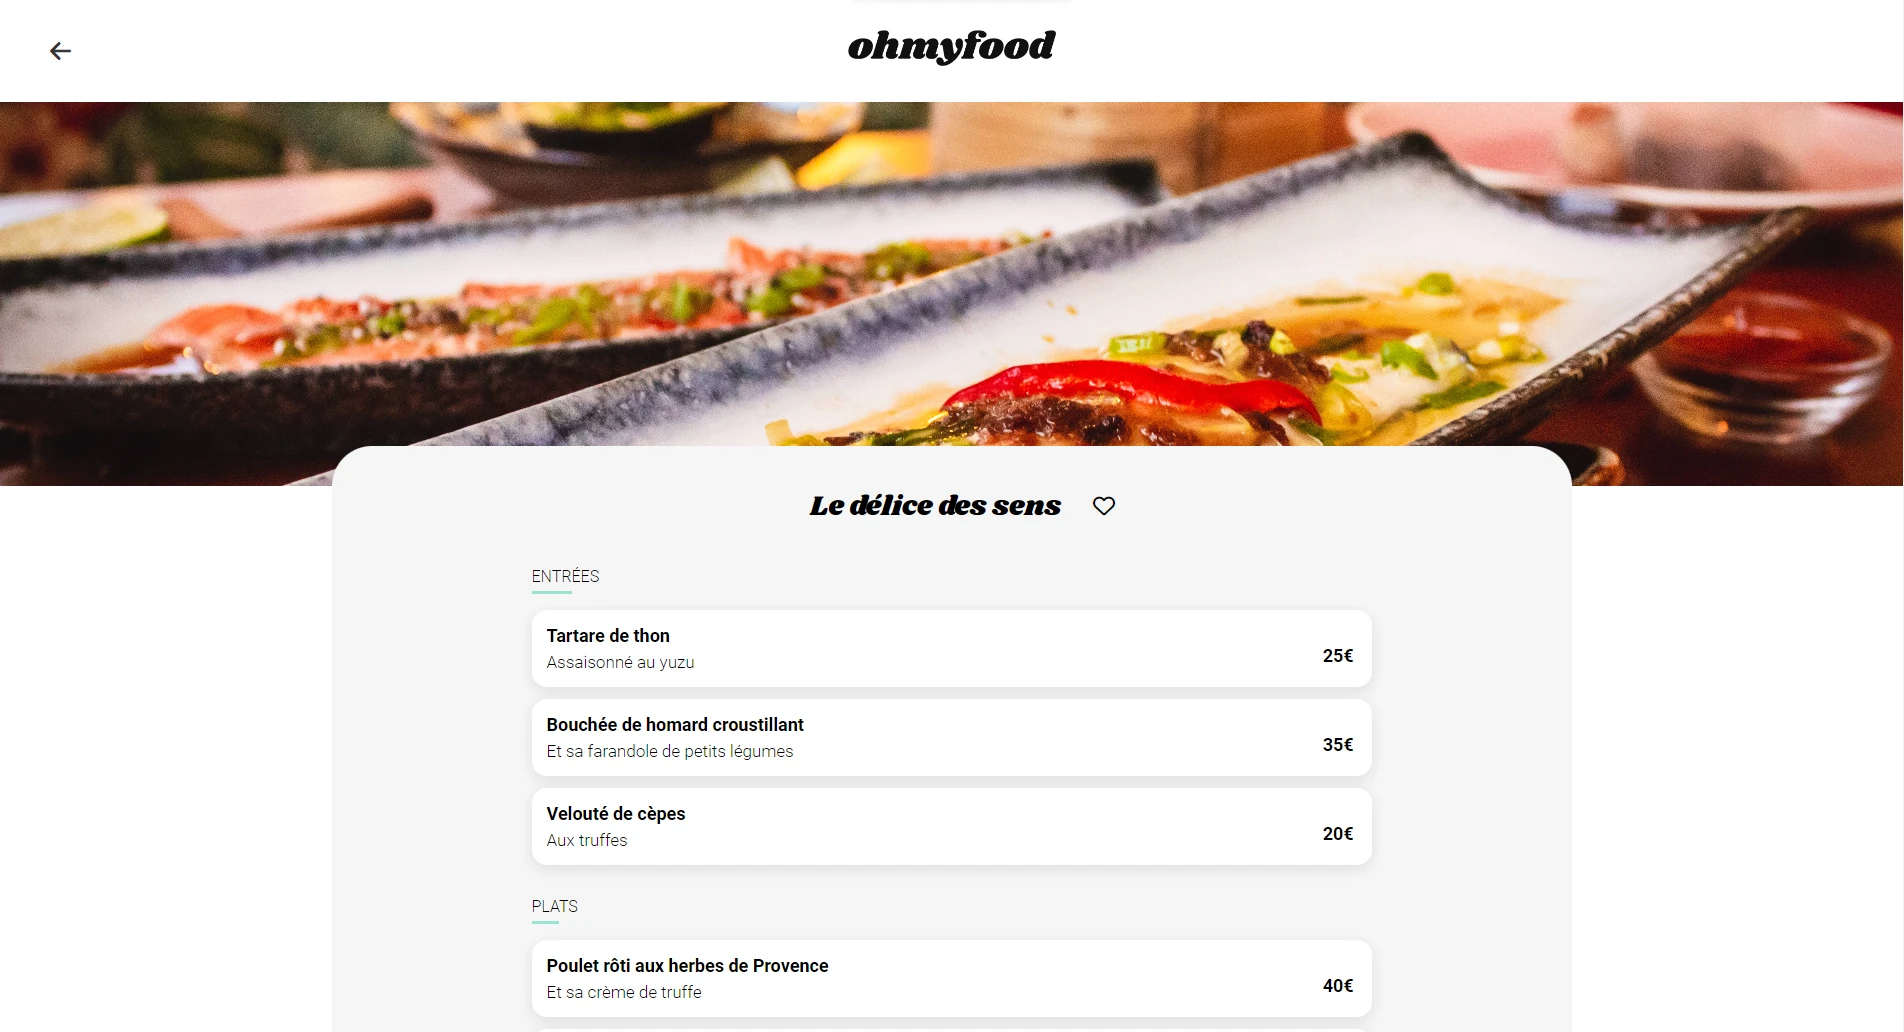 ohmyfood
Le délice des sens
ENTRÉES
Tartare de thon
Assaisonné au yuzu
25€
Bouchée de homard croustillant
Et sa farandole de petits légumes
35€
Velouté de cèpes
Aux truffes
20€
PLATS
Poulet rôti aux herbes de Provence
Et sa crème de truffe
40€